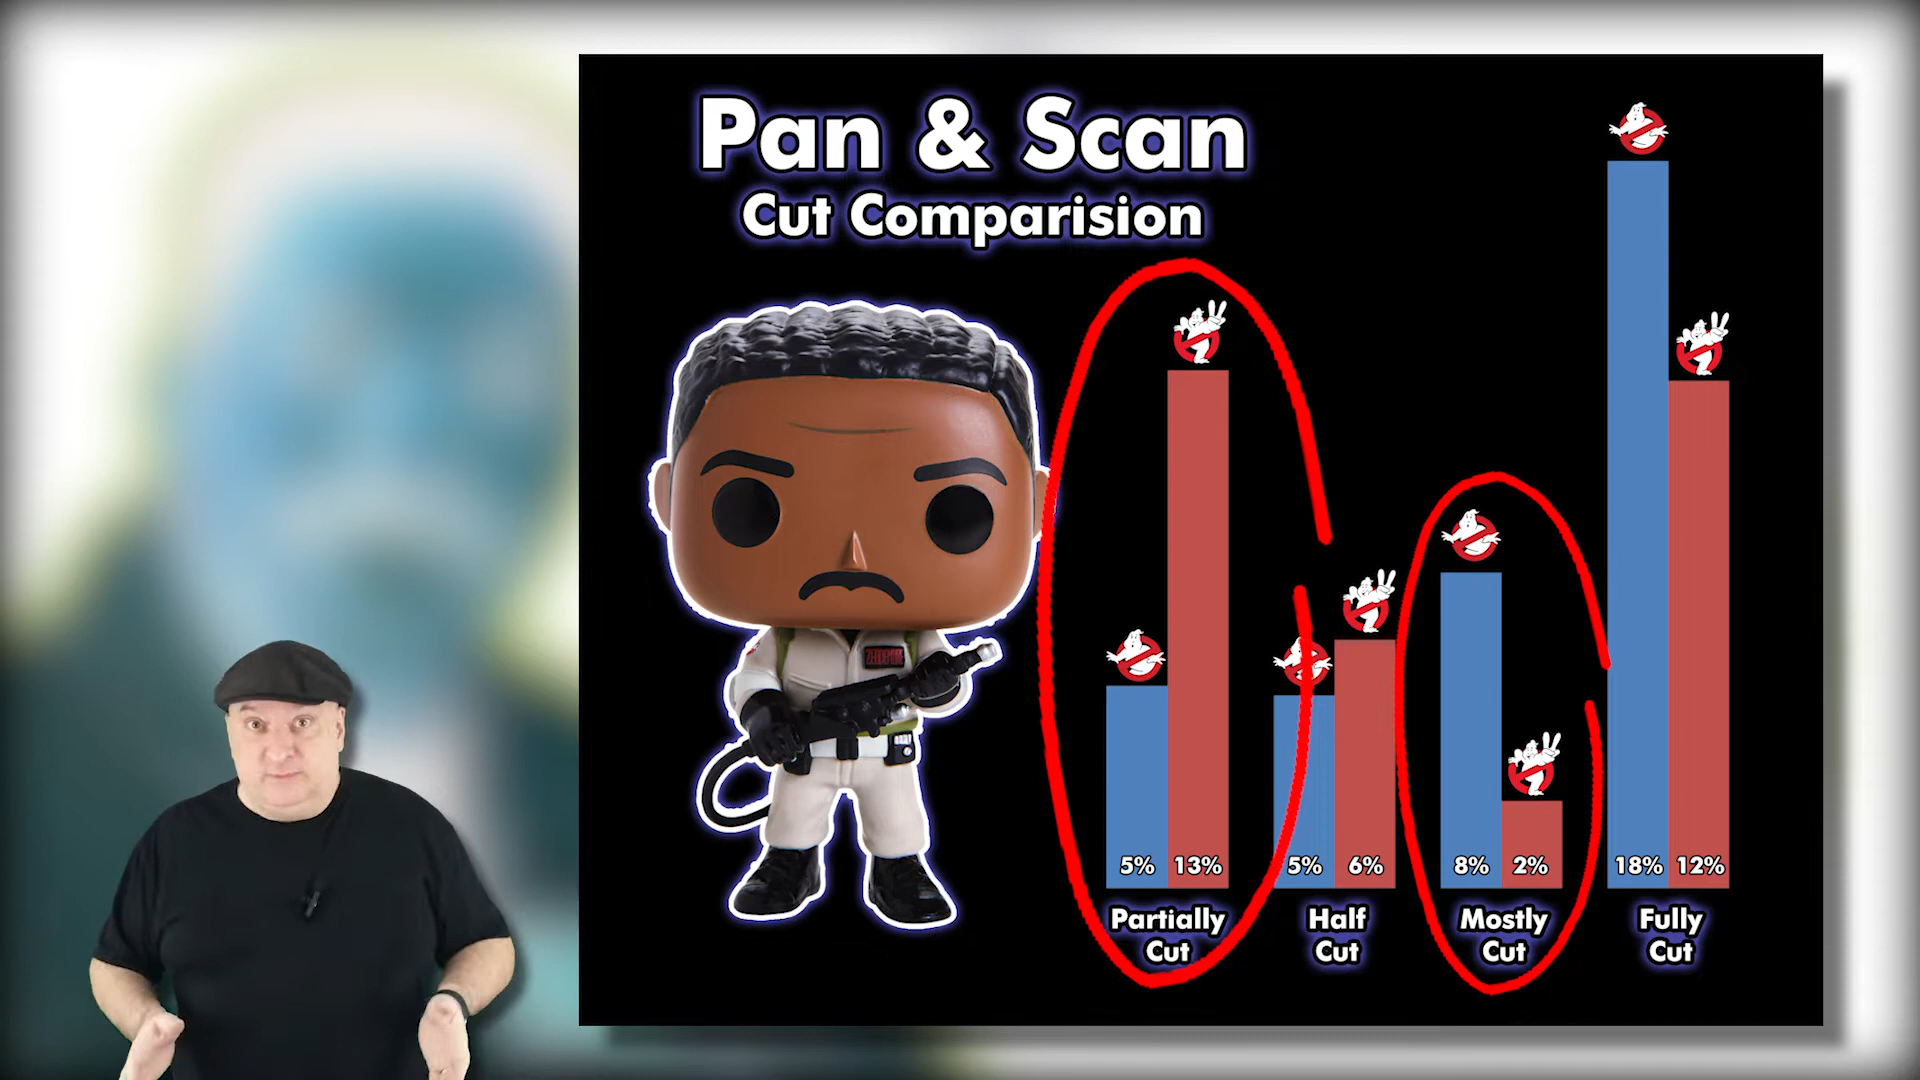 Pan & Scan
Cut Comparision
ZEDDEMORE
5% 13% 5% 6% 8% 2% 18% 12%
Partially Cut
Half Cut
Mostly Cut
Fully Cut